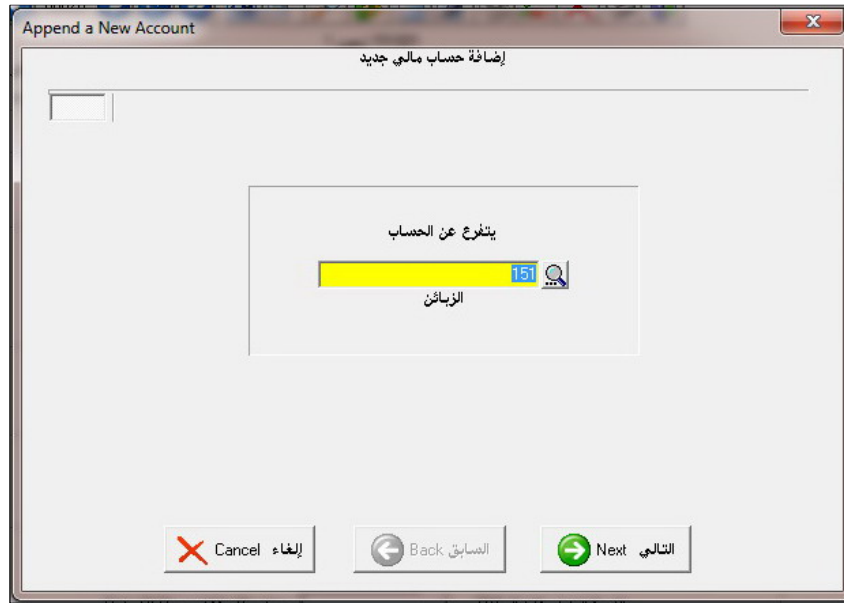 Append a New Account
إضافة حساب مالي جديد
يتفرع عن الحساب
151
الزبائن
إلغاء Cancel
السابق Back
التالي Next